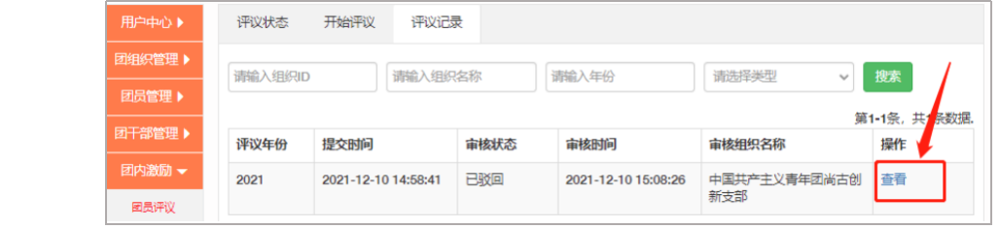 用户中心
团组织管理
团员管理
团干部管理
团内激励
团员评议
评议状态 开始评议 评议记录
请输入组织ID 请输入组织名称 请输入年份 请选择类型 搜索
第1-1条，共1条数据.
评议年份 提交时间 审核状态 审核时间 审核组织名称 操作
2021 2021-12-10 14:58:41 已驳回 2021-12-10 15:08:26 中国共产主义青年团尚古创 查看
新支部